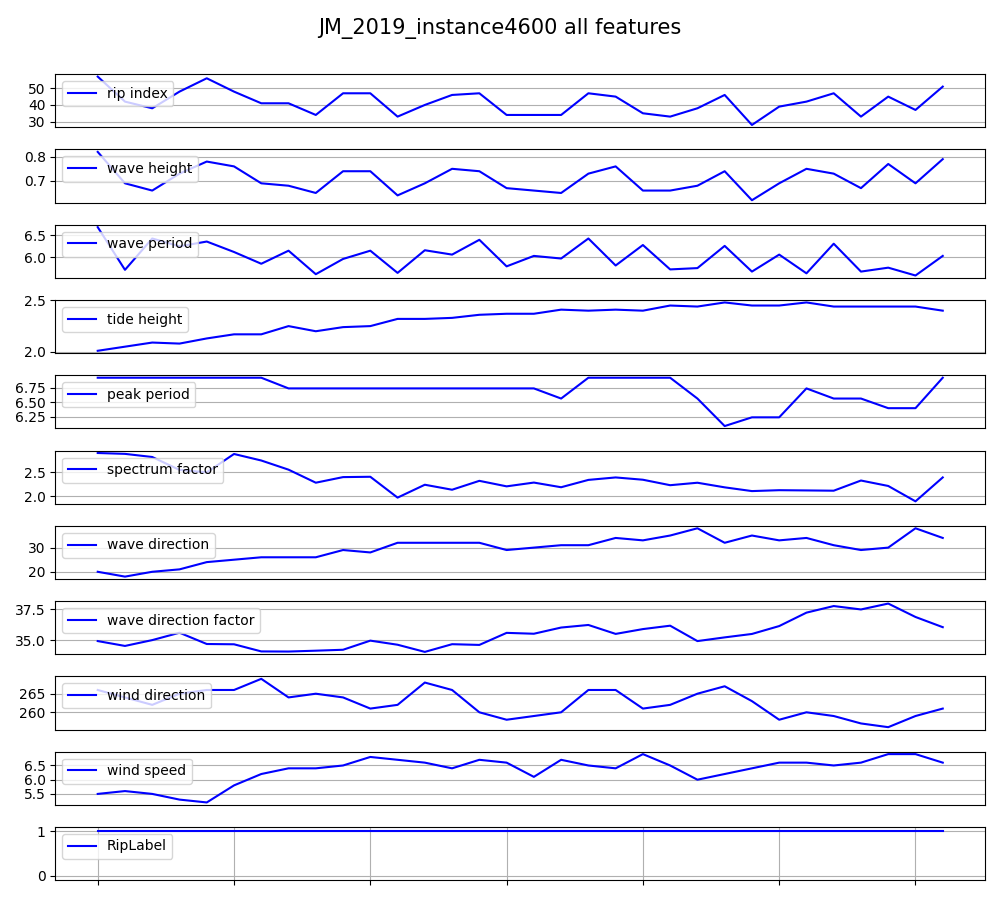 JM_2019_instance4600 all features
50
40
30
rip index
0.8
0.7
wave height
6.5
6.0
wave period
2.5
2.0
tide height
6.75
6.50
6.25
peak period
2.5
2.0
spectrum factor
30
20
wave direction
37.5
35.0
wave direction factor
265
260
wind direction
6.5
6.0
5.5
wind speed
1
0
RipLabel